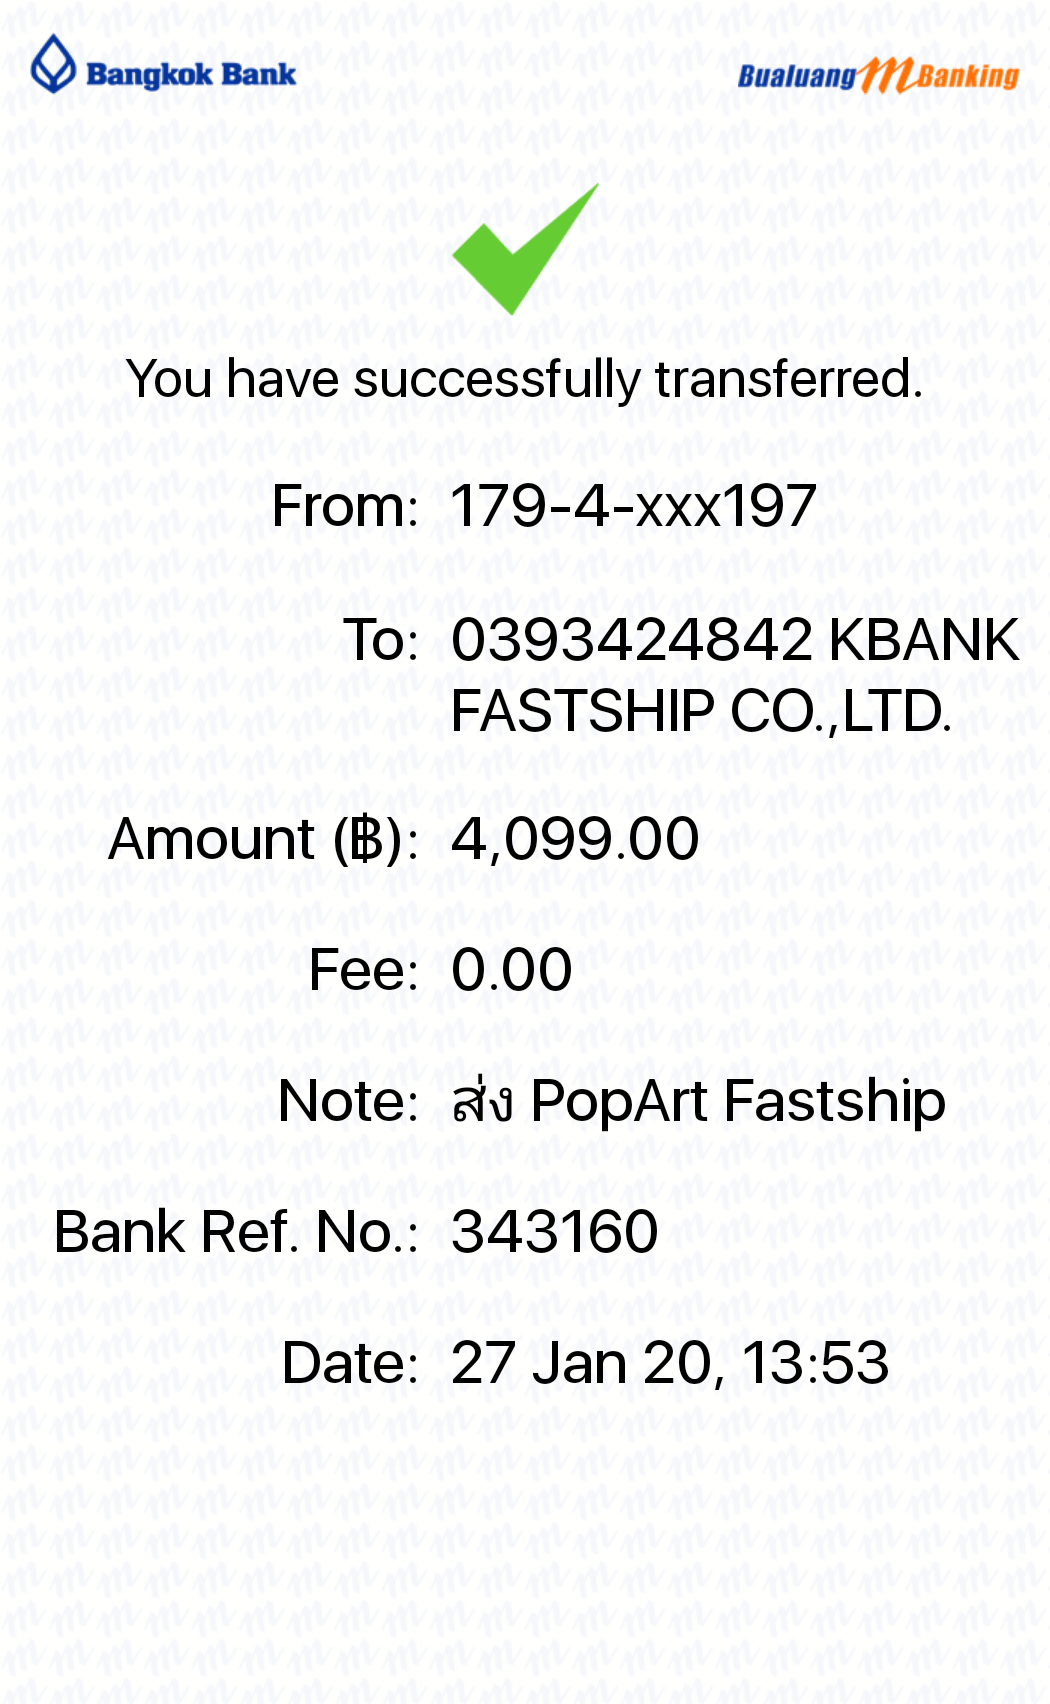 Bangkok Bank
Bualuang mBanking
You have successfully transferred.
From: 179-4-xxx197
To: 0393424842 KBANK
FASTSHIP CO.,LTD.
Amount (฿): 4,099.00
Fee: 0.00
Note: ส่ง PopArt Fastship
Bank Ref. No.: 343160
Date: 27 Jan 20, 13:53